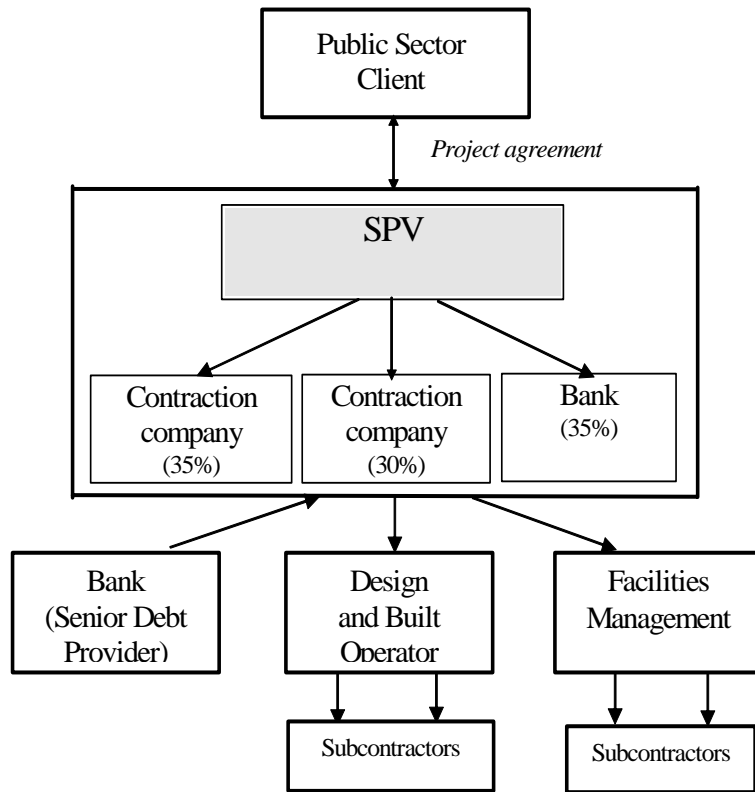 Public Sector
Client
Project agreement
SPV
Contraction
company
(35%)
Contraction
company
(30%)
Bank
(35%)
Bank
(Senior Debt
Provider)
Design
and Built
Operator
Facilities
Management
Subcontractors
Subcontractors